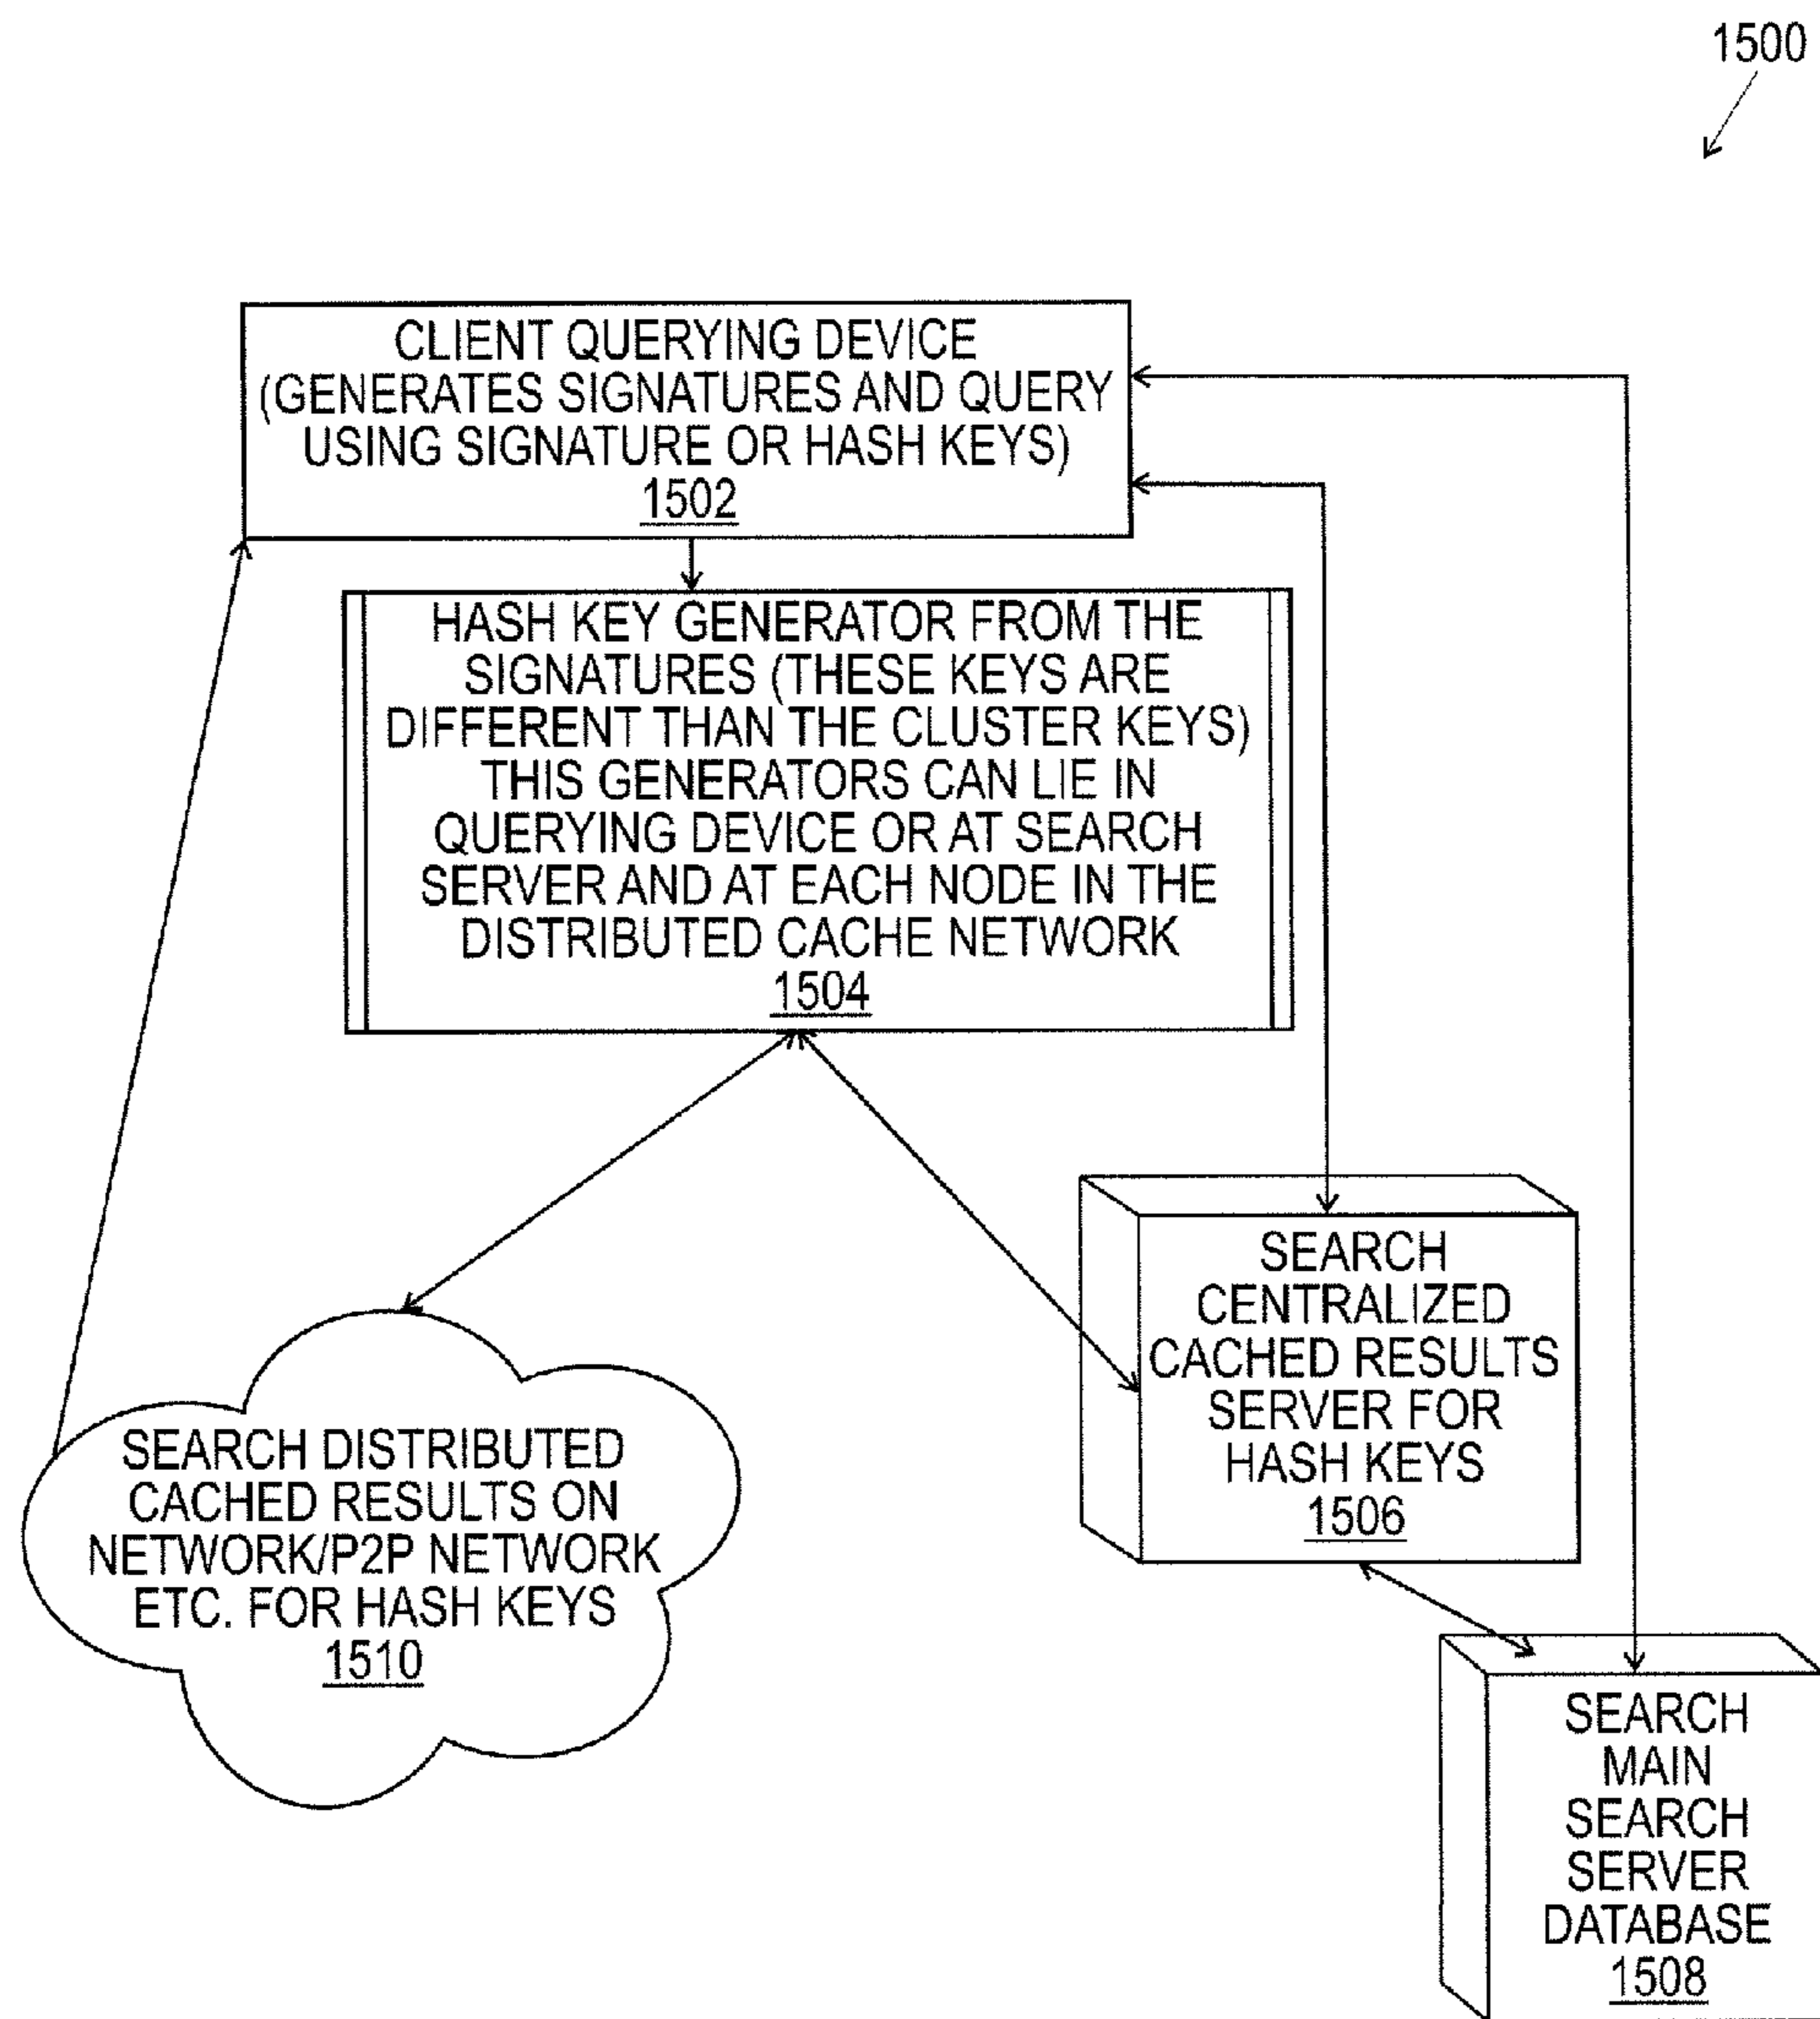 1500
CLIENT QUERYING DEVICE
(GENERATES SIGNATURES AND QUERY
USING SIGNATURE OR HASH KEYS)
1502
HASH KEY GENERATOR FROM THE
SIGNATURES (THESE KEYS ARE
DIFFERENT THAN THE CLUSTER KEYS)
THIS GENERATORS CAN LIE IN
QUERYING DEVICE OR AT SEARCH
SERVER AND AT EACH NODE IN THE
DISTRIBUTED CACHE NETWORK
1504
SEARCH
CENTRALIZED
CACHED RESULTS
SERVER FOR
HASH KEYS
1506
SEARCH DISTRIBUTED
CACHED RESULTS ON
NETWORK/P2P NETWORK
ETC. FOR HASH KEYS
1510
SEARCH
MAIN
SEARCH
SERVER
DATABASE
1508